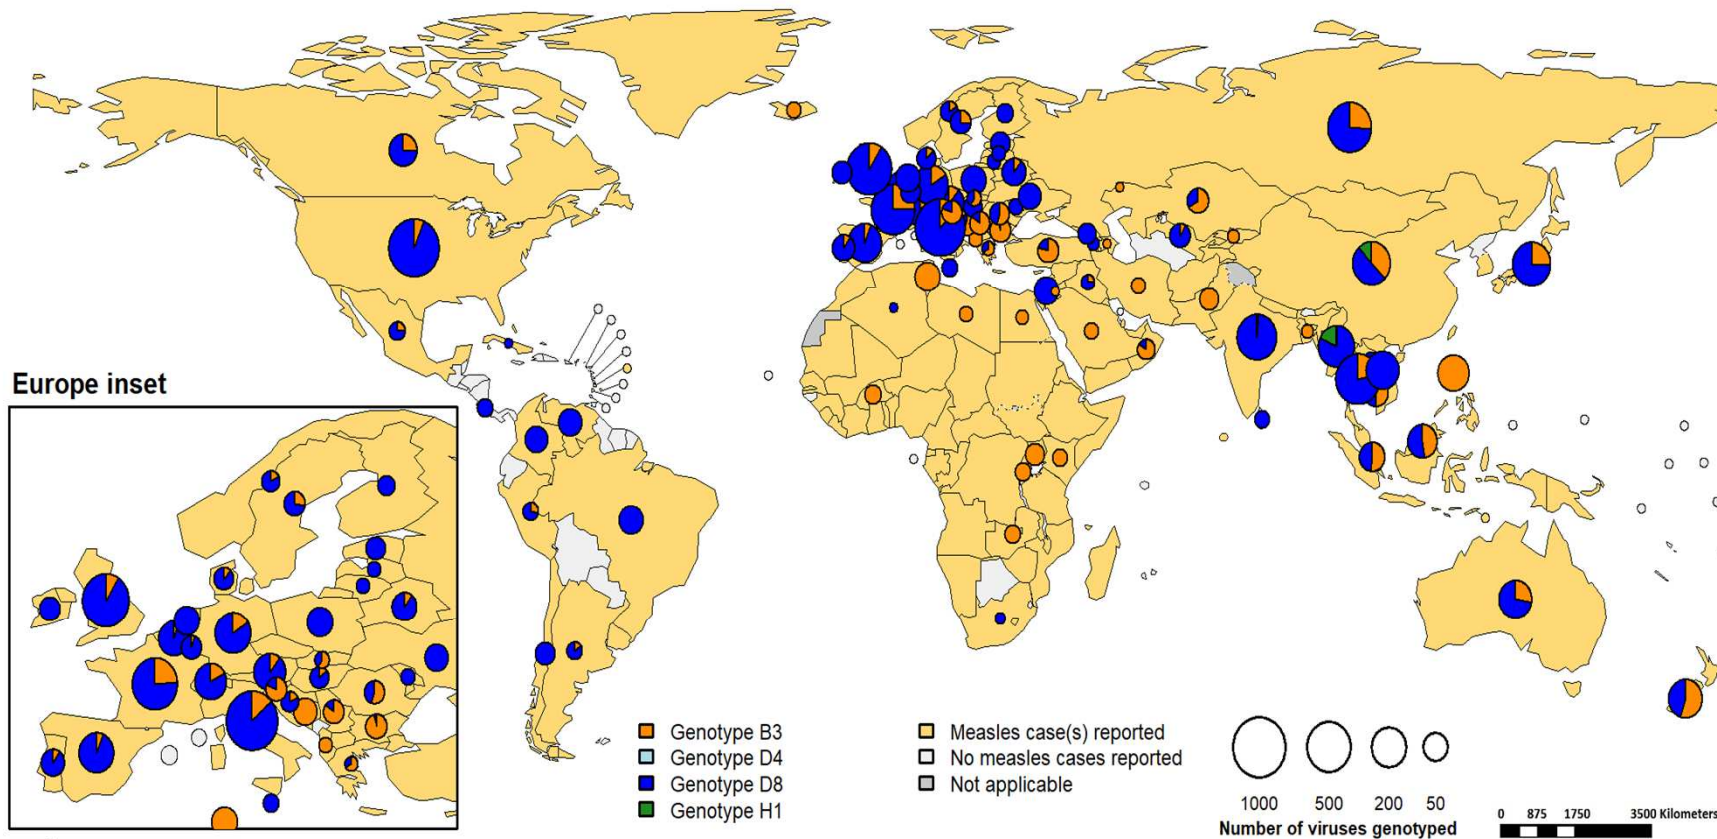 Europe inset
Genotype B3
Genotype D4
Genotype D8
Genotype H1
Measles case(s) reported
No measles cases reported
Not applicable
1000 500 200 50
Number of viruses genotyped
0 875 1750 3500 Kilometers